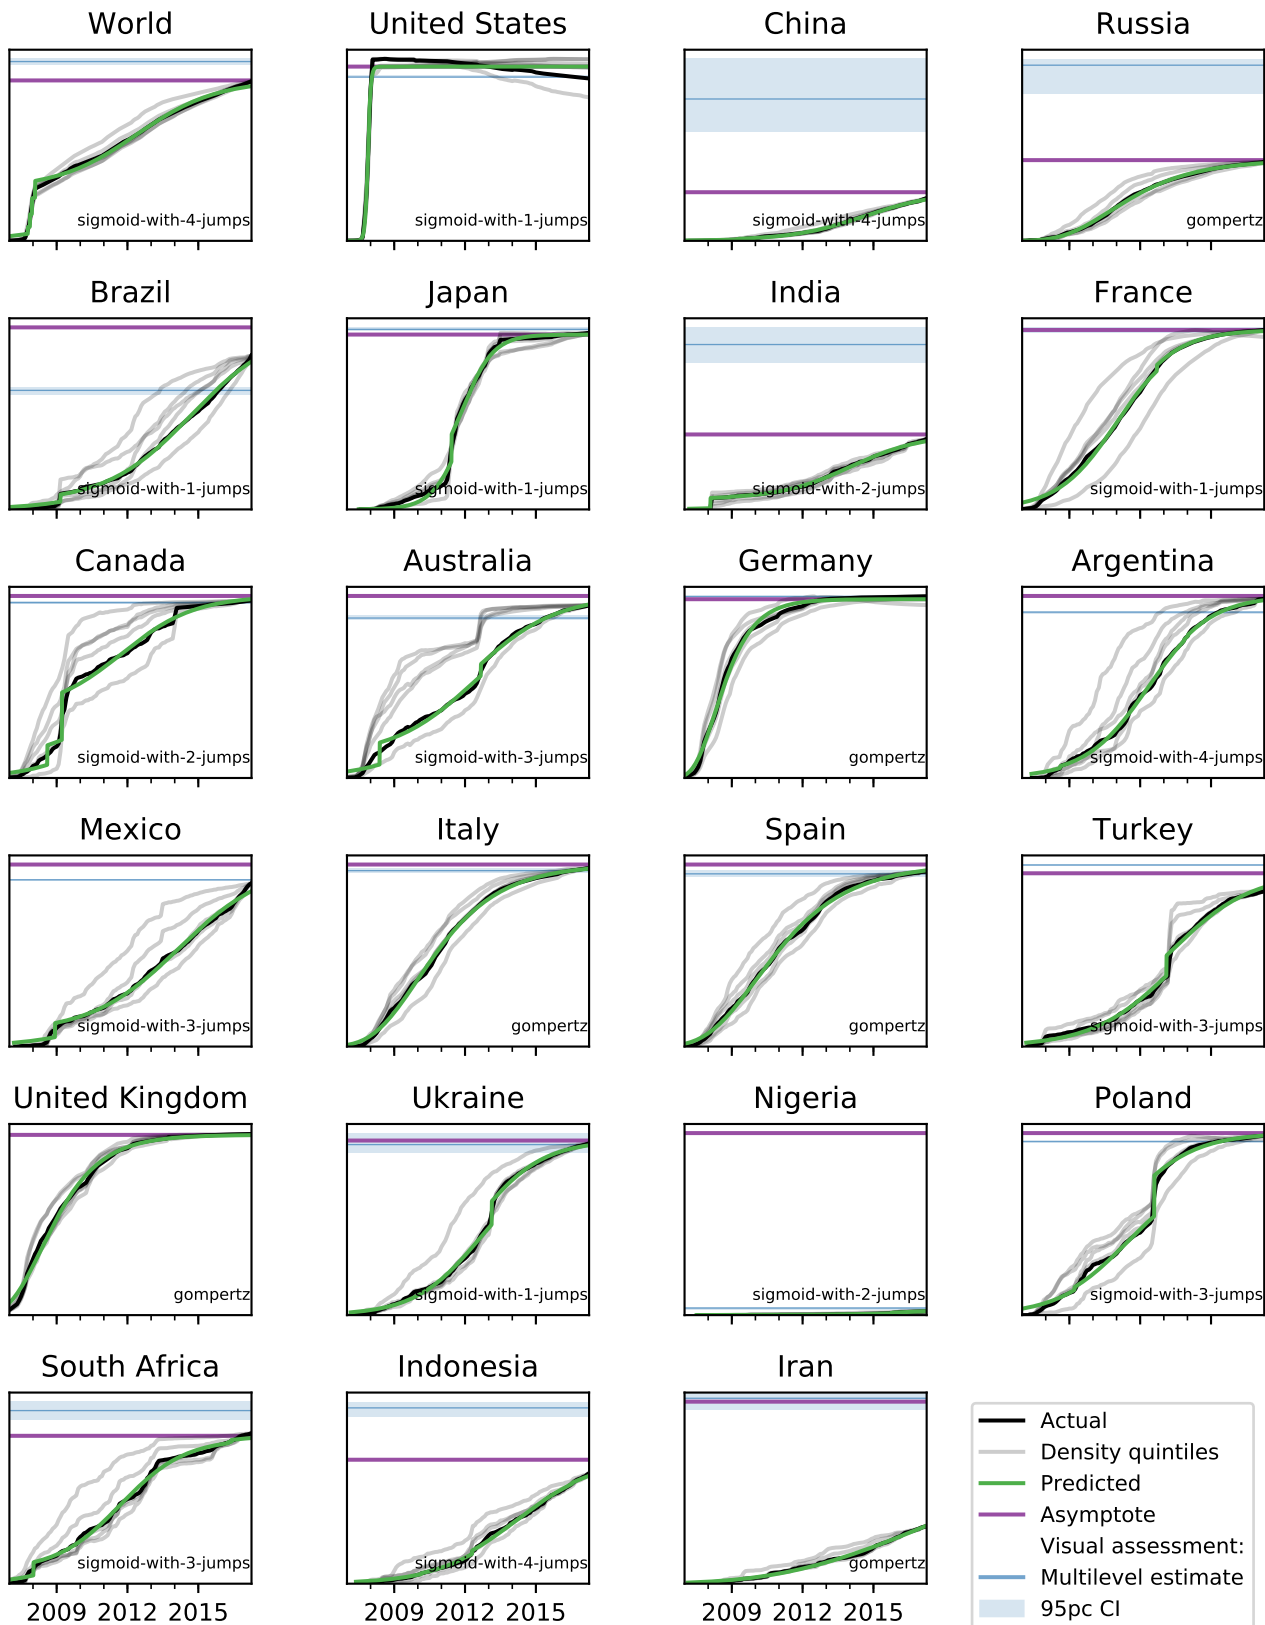 World
United States
China
Russia
sigmoid-with-4-jumps
sigmoid-with-1-jumps
sigmoid-with-4-jumps
gompertz
Brazil
Japan
India
France
sigmoid-with-1-jumps
sigmoid-with-1-jumps
sigmoid-with-2-jumps
sigmoid-with-1-jumps
Canada
Australia
Germany
Argentina
sigmoid-with-2-jumps
sigmoid-with-3-jumps
gompertz
sigmoid-with-4-jumps
Mexico
Italy
Spain
Turkey
sigmoid-with-3-jumps
gompertz
gompertz
sigmoid-with-3-jumps
United Kingdom
Ukraine
Nigeria
Poland
gompertz
sigmoid-with-1-jumps
sigmoid-with-2-jumps
sigmoid-with-3-jumps
South Africa
Indonesia
Iran
sigmoid-with-3-jumps
sigmoid-with-4-jumps
gompertz
2009 2012 2015
2009 2012 2015
2009 2012 2015
Actual
Density quintiles
Predicted
Asymptote
Visual assessment:
Multilevel estimate
95pc CI